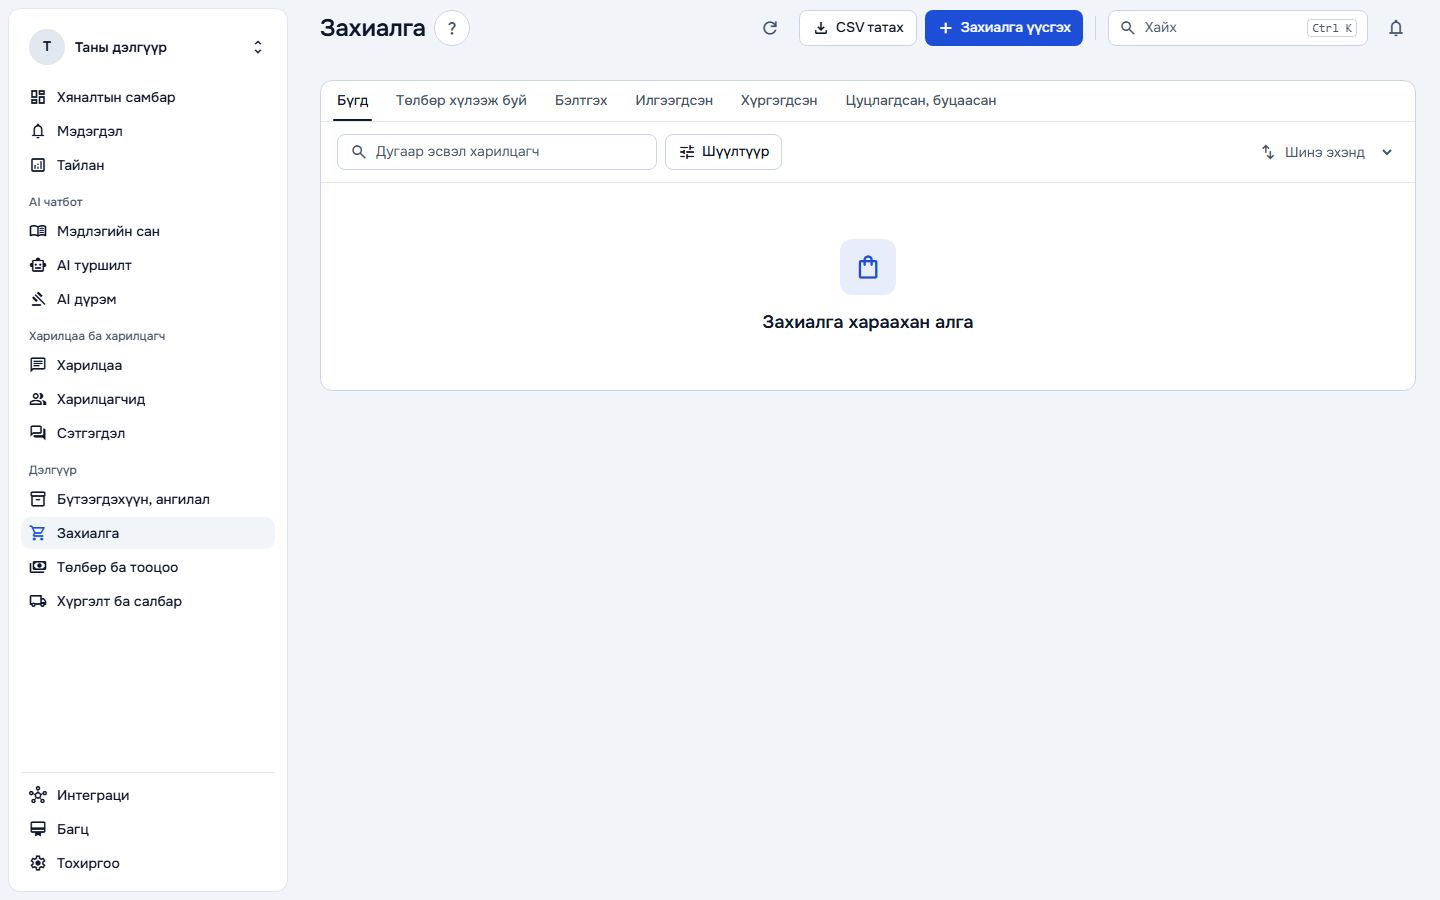 Т
Таны дэлгүүр
Хяналтын самбар
Мэдэгдэл
Тайлан
AI чатбот
Мэдлэгийн сан
AI туршилт
AI дүрэм
Харилцаа ба харилцагч
Харилцаа
Харилцагчид
Сэтгэгдэл
Дэлгүүр
Бүтээгдэхүүн, ангилал
Захиалга
Төлбөр ба тооцоо
Хүргэлт ба салбар
Интеграци
Багц
Тохиргоо
Захиалга ?
CSV татах
Захиалга үүсгэх
Хайх
Ctrl K
Бүгд Төлбөр хүлээж буй Бэлтгэх Илгээгдсэн Хүргэгдсэн Цуцлагдсан, буцаасан
Дугаар эсвэл харилцагч
Шүүлтүүр
Шинэ эхэнд
Захиалга хараахан алга